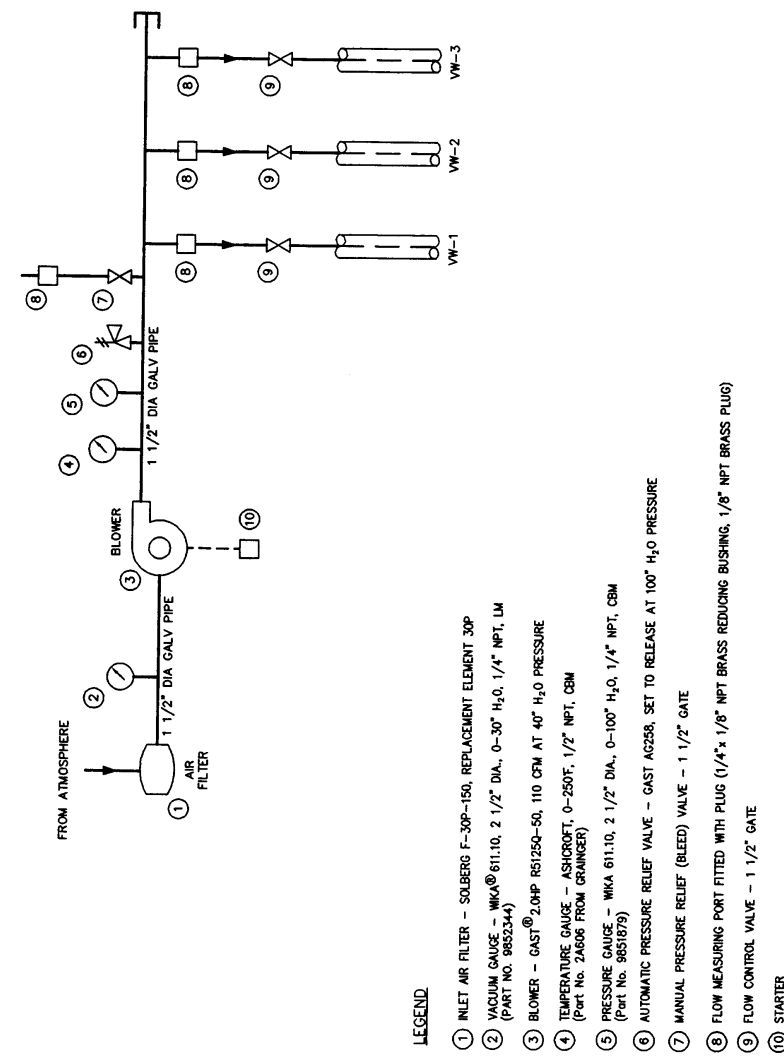 FROM ATMOSPHERE
①
AIR
FILTER
②
1 1/2" DIA GALV PIPE
③
BLOWER
⑩
④
⑤
1 1/2" DIA GALV PIPE
⑥
⑦
⑧
⑧
⑨
VW-1
⑧
⑨
VW-2
⑧
⑨
VW-3
LEGEND
① INLET AIR FILTER – SOLBERG F-30P-150, REPLACEMENT ELEMENT 30P
② VACUUM GAUGE – WIKA® 611.10, 2 1/2" DIA., 0-30" H₂O, 1/4" NPT, LM
(PART NO. 9852344)
③ BLOWER – GAST® 2.0HP R5125Q-50, 110 CFM AT 40" H₂O PRESSURE
④ TEMPERATURE GAUGE – ASHCROFT, 0-250°F, 1/2" NPT, CBM
(Part No. 2A606 FROM GRAINGER)
⑤ PRESSURE GAUGE – WIKA 611.10, 2 1/2" DIA., 0-100" H₂O, 1/4" NPT, CBM
(Part No. 9851879)
⑥ AUTOMATIC PRESSURE RELIEF VALVE – GAST AG258, SET TO RELEASE AT 100" H₂O PRESSURE
⑦ MANUAL PRESSURE RELIEF (BLEED) VALVE – 1 1/2" GATE
⑧ FLOW MEASURING PORT FITTED WITH PLUG (1/4"x 1/8" NPT BRASS REDUCING BUSHING, 1/8" NPT BRASS PLUG)
⑨ FLOW CONTROL VALVE – 1 1/2" GATE
⑩ STARTER